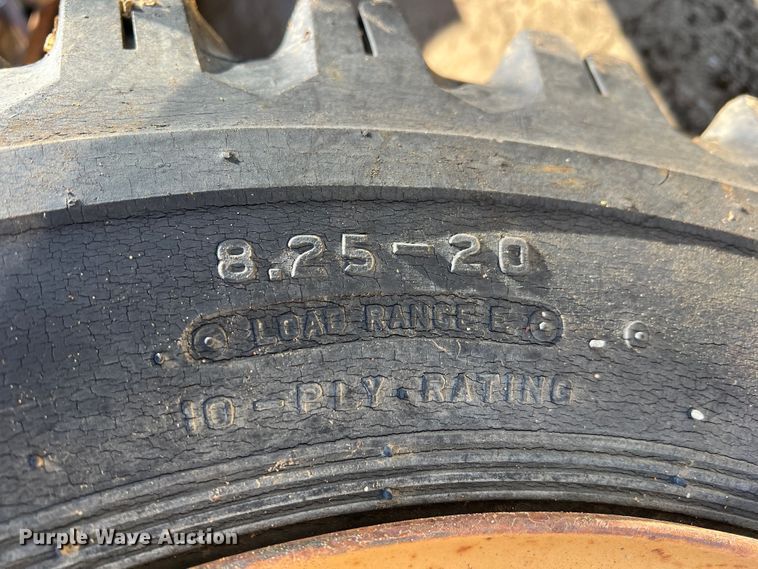 8.25-20
LOAD RANGE E
10-PLY RATING
Purple Wave Auction